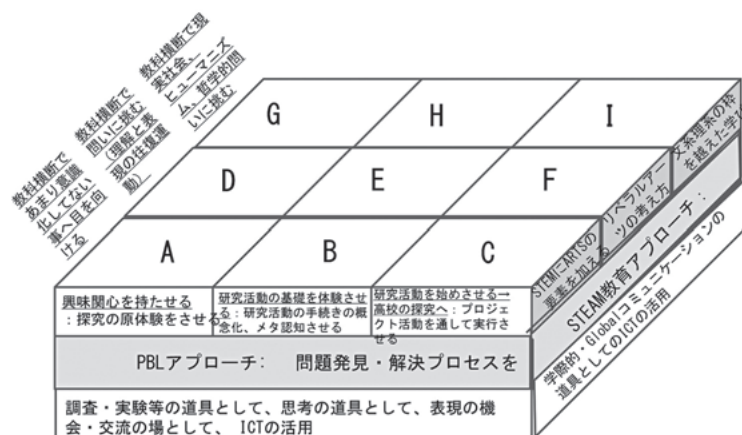 教科横断で
あまり意識
化してない
事へ目を向
ける
教科横断で
問いに挑む
（理解と表
現の往復運
動）
教科横断で現
実社会、
ヒューマニズ
ム、哲学的問
いに挑む
G
H
I
D
E
F
A
B
C
文系理系の枠
を越えた学び
リベラルアー
ツの考え方
STEMにARTSの
要素を加える
興味関心を持たせる
：探究の原体験をさせる
研究活動の基礎を体験させ
る：研究活動の手続きの概
念化、メタ認知させる
研究活動を始めさせる→
高校の探究へ：プロジェ
クト活動を通して実行さ
せる
STEAM教育アプローチ：
学際的・Globalコミュニケーションの
道具としてのICTの活用
PBLアプローチ： 問題発見・解決プロセスを
調査・実験等の道具として、思考の道具として、表現の機
会・交流の場として、 ICTの活用